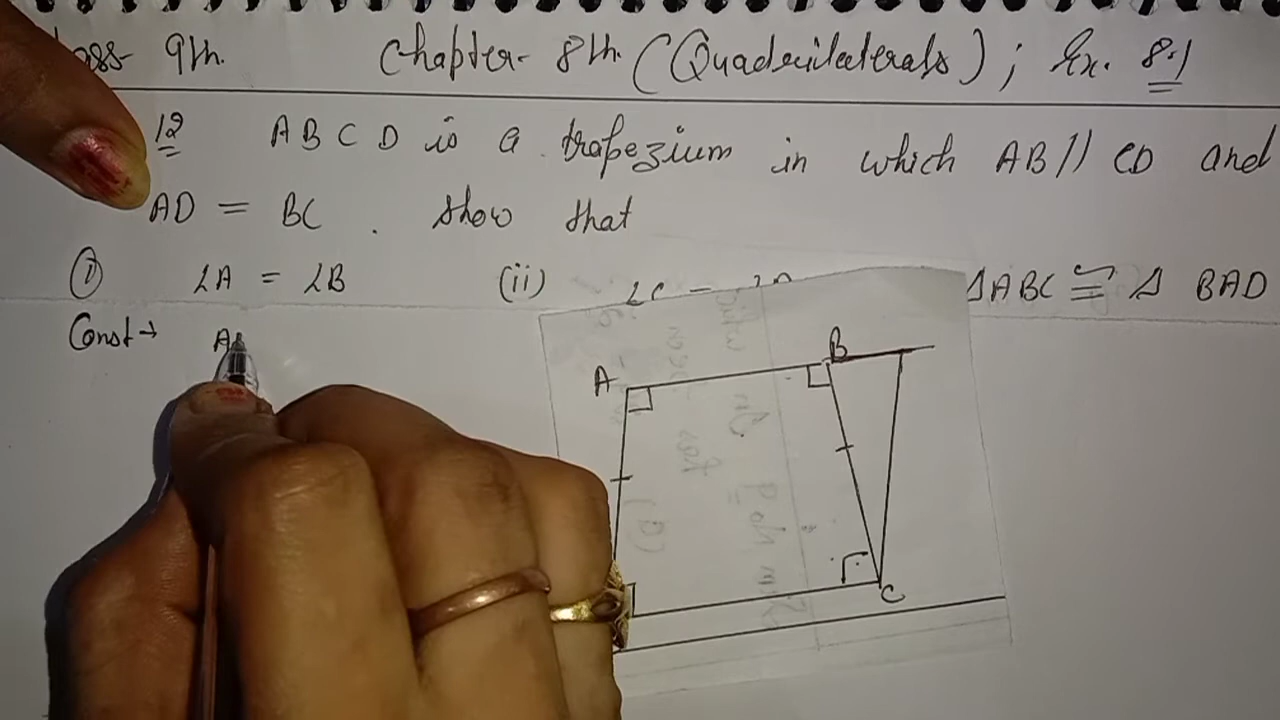 9th. Chapter- 8th. (Quadrilaterals) ; Ex. 8.1
12 ABCD is a trapezium in which AB // CD and
AD = BC . show that
(i) ∠A = ∠B (ii) ΔABC ≅ Δ BAD
Const→ A
A B
C